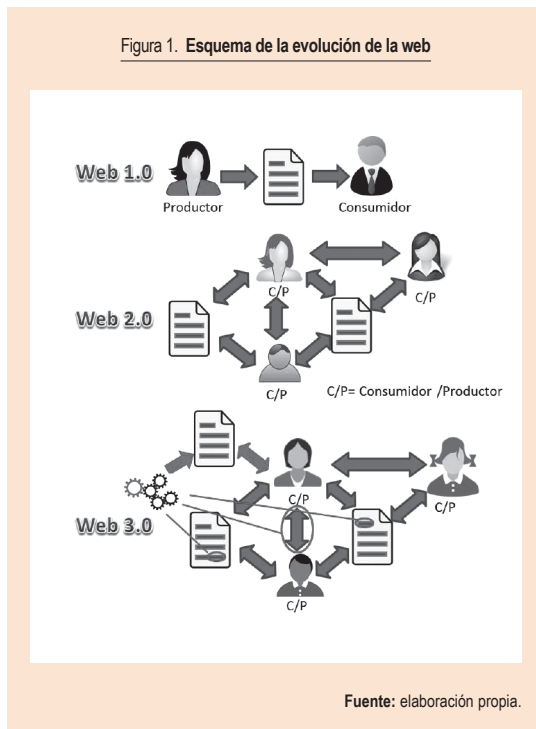 Figura 1. Esquema de la evolución de la web
Web 1.0
Productor
Consumidor
Web 2.0
C/P
C/P
C/P
C/P= Consumidor /Productor
Web 3.0
C/P
C/P
C/P
Fuente: elaboración propia.